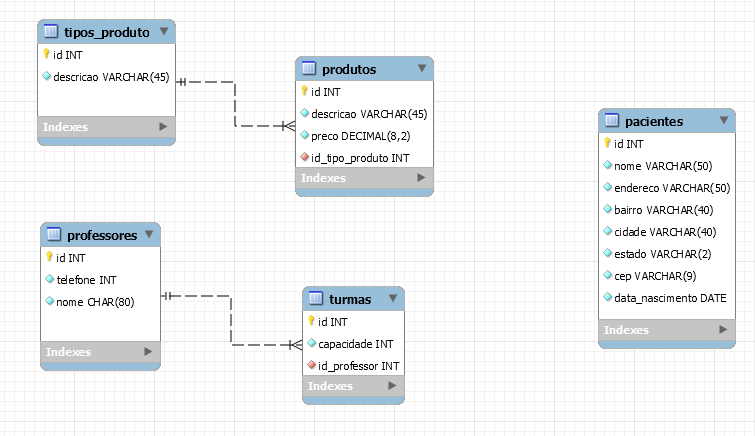 tipos_produto
id INT
descricao VARCHAR(45)
Indexes
produtos
id INT
descricao VARCHAR(45)
preco DECIMAL(8,2)
id_tipo_produto INT
Indexes
pacientes
id INT
nome VARCHAR(50)
endereco VARCHAR(50)
bairro VARCHAR(40)
cidade VARCHAR(40)
estado VARCHAR(2)
cep VARCHAR(9)
data_nascimento DATE
Indexes
professores
id INT
telefone INT
nome CHAR(80)
Indexes
turmas
id INT
capacidade INT
id_professor INT
Indexes